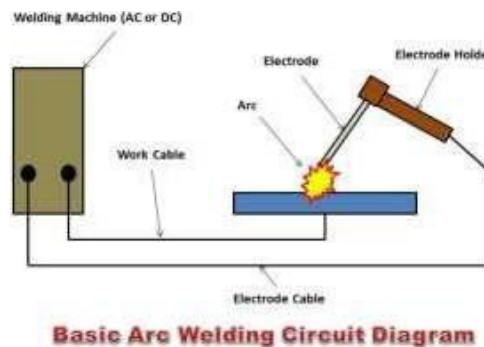 Welding Machine (AC or DC)
Electrode
Electrode Holde
Arc
Work Cable
Electrode Cable
Basic Arc Welding Circuit Diagram